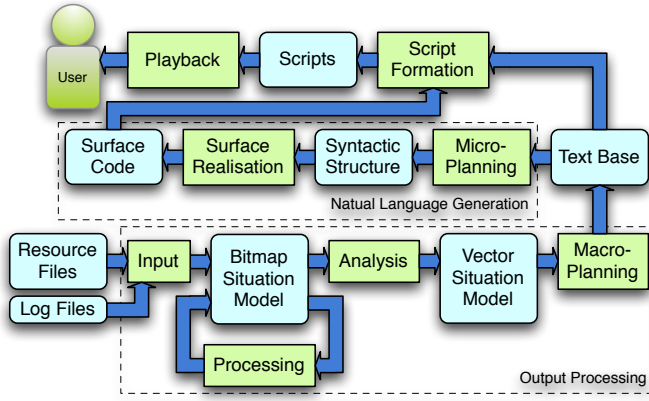 User
Playback
Scripts
Script
Formation
Surface
Code
Surface
Realisation
Syntactic
Structure
Micro-
Planning
Text Base
Natual Language Generation
Resource
Files
Log Files
Input
Bitmap
Situation
Model
Analysis
Vector
Situation
Model
Macro-
Planning
Processing
Output Processing